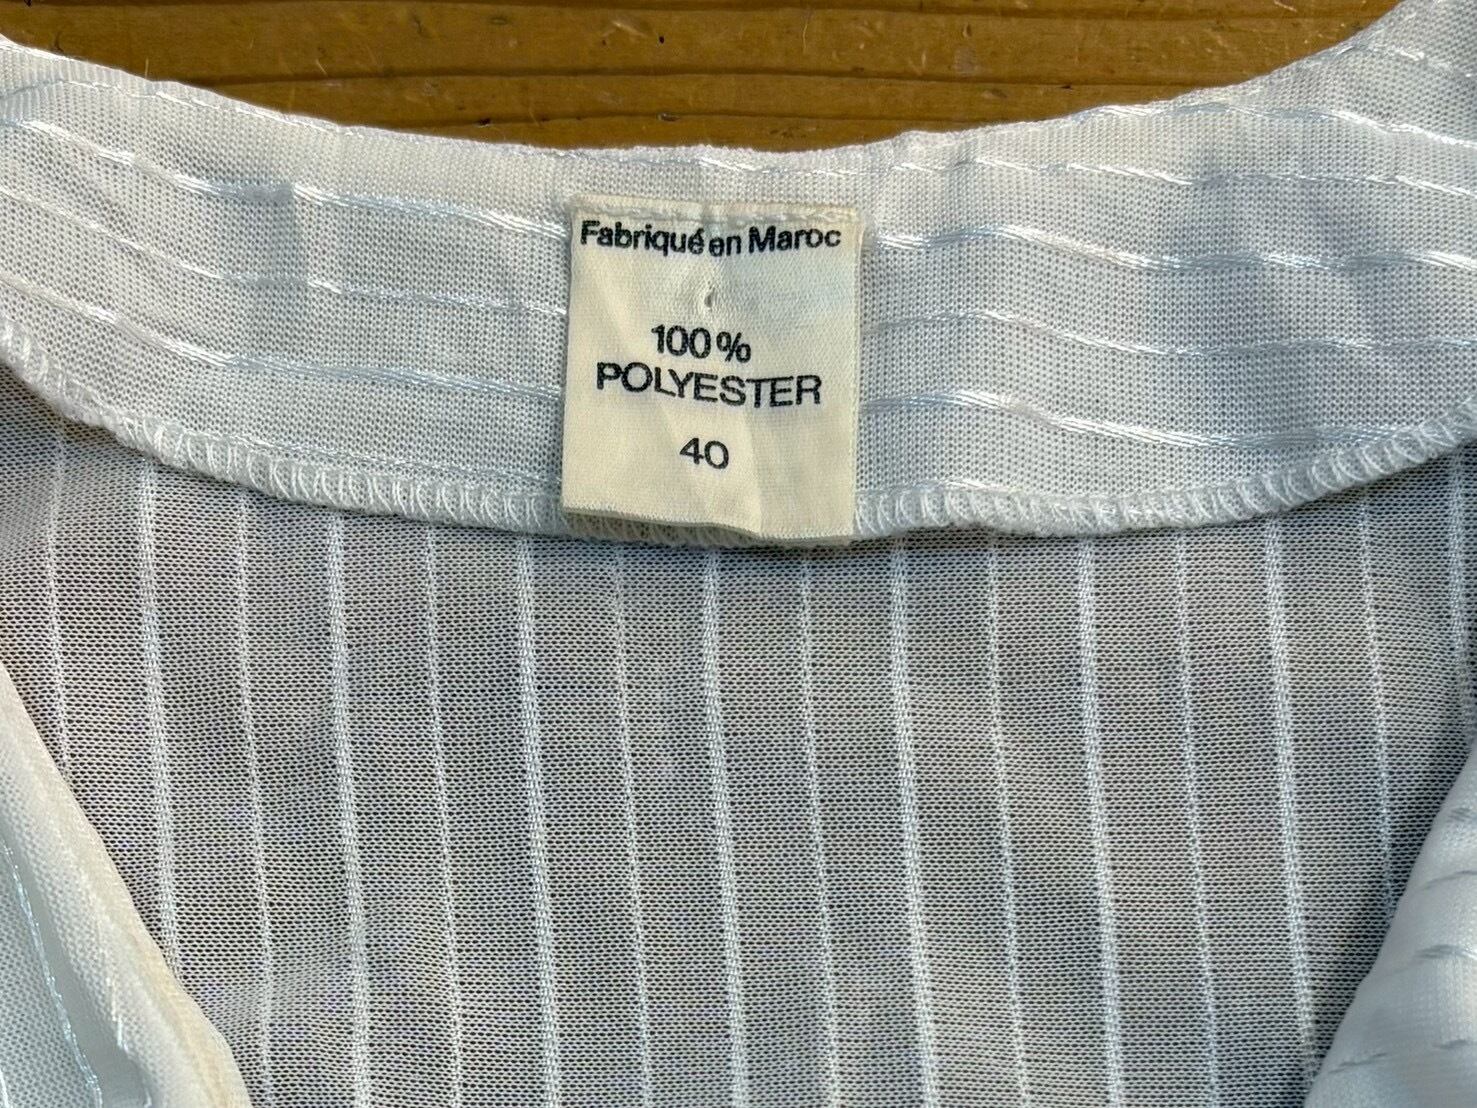 Fabriqué en Maroc
100%
POLYESTER
40